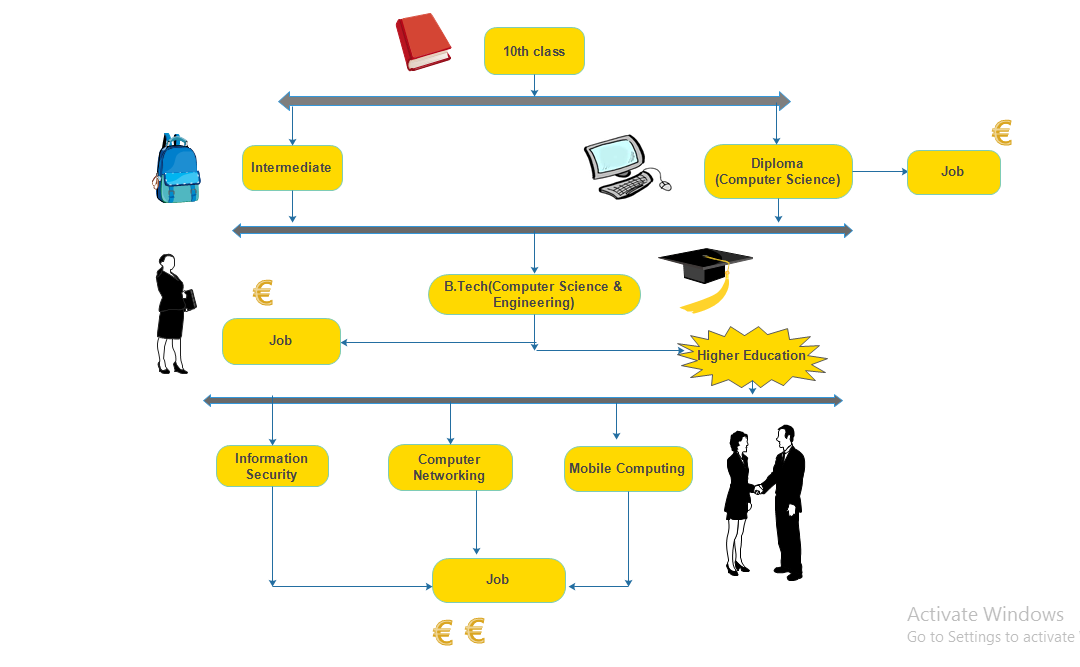 10th class
Intermediate
Diploma
(Computer Science)
Job
B.Tech(Computer Science &
Engineering)
Job
Higher Education
Information
Security
Computer
Networking
Mobile Computing
Job
Activate Windows
Go to Settings to activate